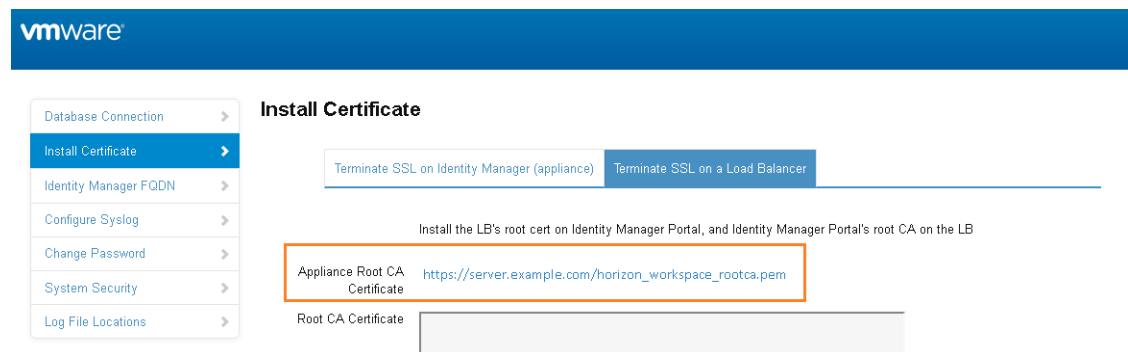 vmware®
Database Connection
Install Certificate
Identity Manager FQDN
Configure Syslog
Change Password
System Security
Log File Locations
Install Certificate
Terminate SSL on Identity Manager (appliance)
Terminate SSL on a Load Balancer
Install the LB's root cert on Identity Manager Portal, and Identity Manager Portal's root CA on the LB
Appliance Root CA
Certificate
https://server.example.com/horizon_workspace_rootca.pem
Root CA Certificate